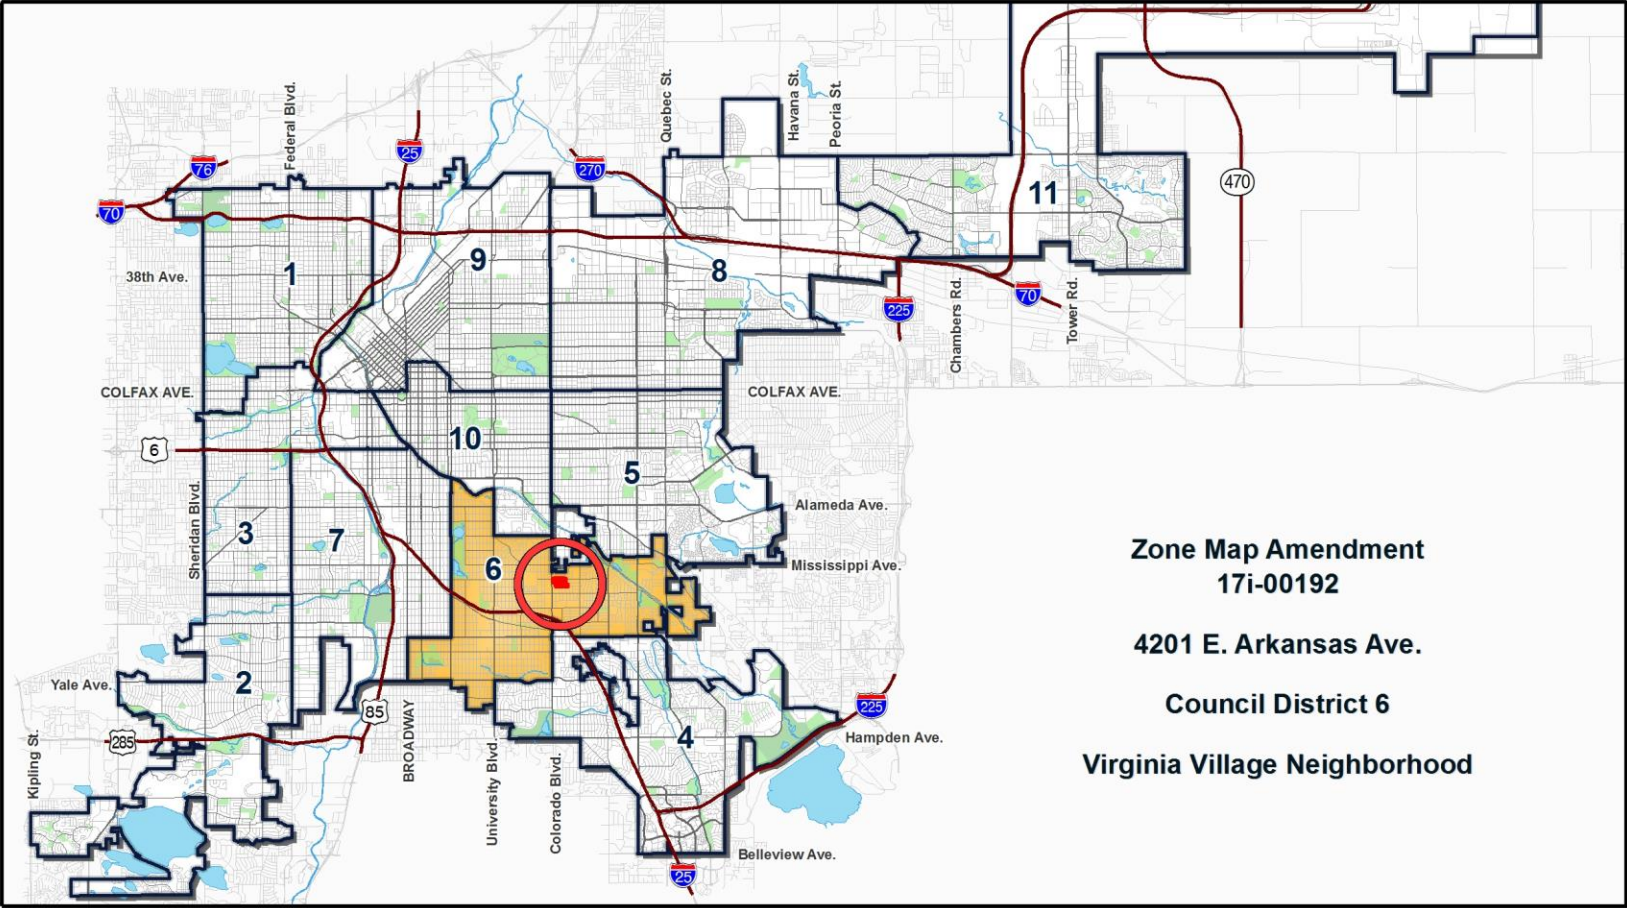 Federal Blvd.
Quebec St.
Havana St.
Peoria St.
76
25
270
70
11
470
38th Ave.
1
9
8
225
Chambers Rd.
70
Tower Rd.
COLFAX AVE.
COLFAX AVE.
6
10
5
Sheridan Blvd.
3
7
Alameda Ave.
6
Mississippi Ave.
Zone Map Amendment
17i-00192
4201 E. Arkansas Ave.
Council District 6
Virginia Village Neighborhood
Yale Ave.
2
85
225
285
Kipling St.
BROADWAY
University Blvd.
Colorado Blvd.
4
Hampden Ave.
Belleview Ave.
25